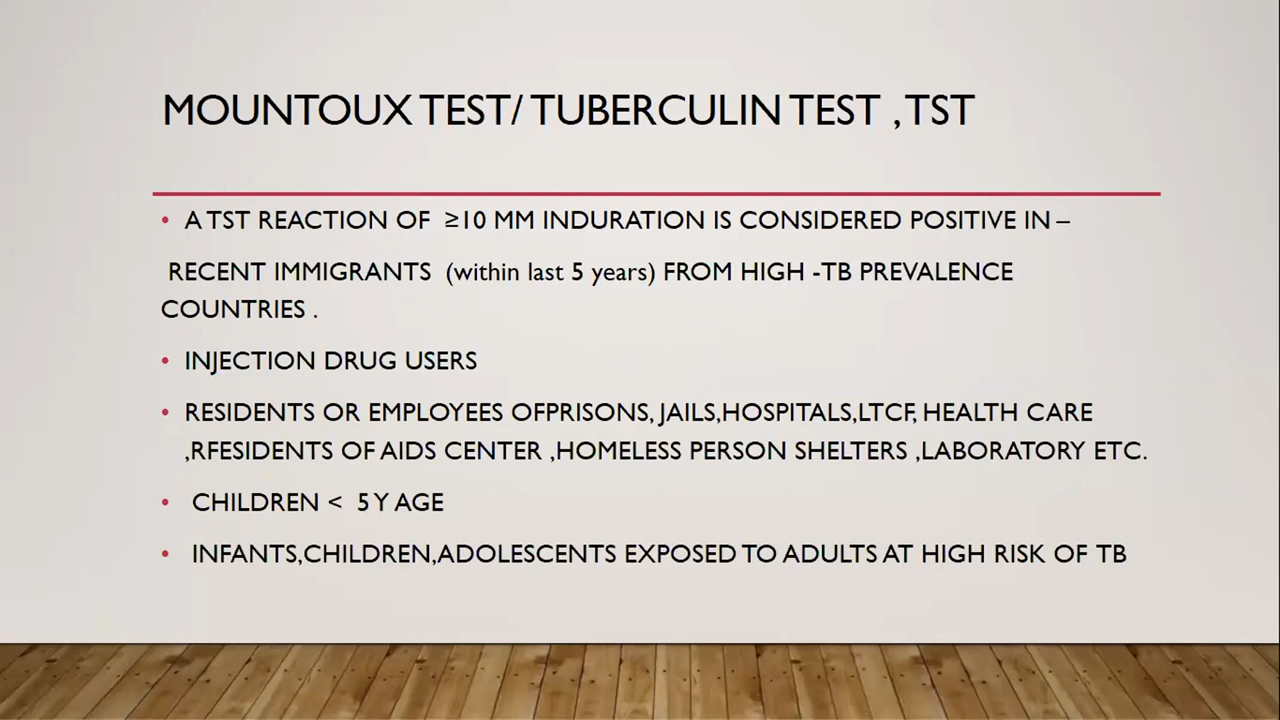 MOUNTOUX TEST/ TUBERCULIN TEST , TST
• A TST REACTION OF ≥10 MM INDURATION IS CONSIDERED POSITIVE IN –
RECENT IMMIGRANTS (within last 5 years) FROM HIGH -TB PREVALENCE
COUNTRIES .
• INJECTION DRUG USERS
• RESIDENTS OR EMPLOYEES OFPRISONS, JAILS,HOSPITALS,LTCF, HEALTH CARE
,RFESIDENTS OF AIDS CENTER ,HOMELESS PERSON SHELTERS ,LABORATORY ETC.
• CHILDREN < 5 Y AGE
• INFANTS,CHILDREN,ADOLESCENTS EXPOSED TO ADULTS AT HIGH RISK OF TB